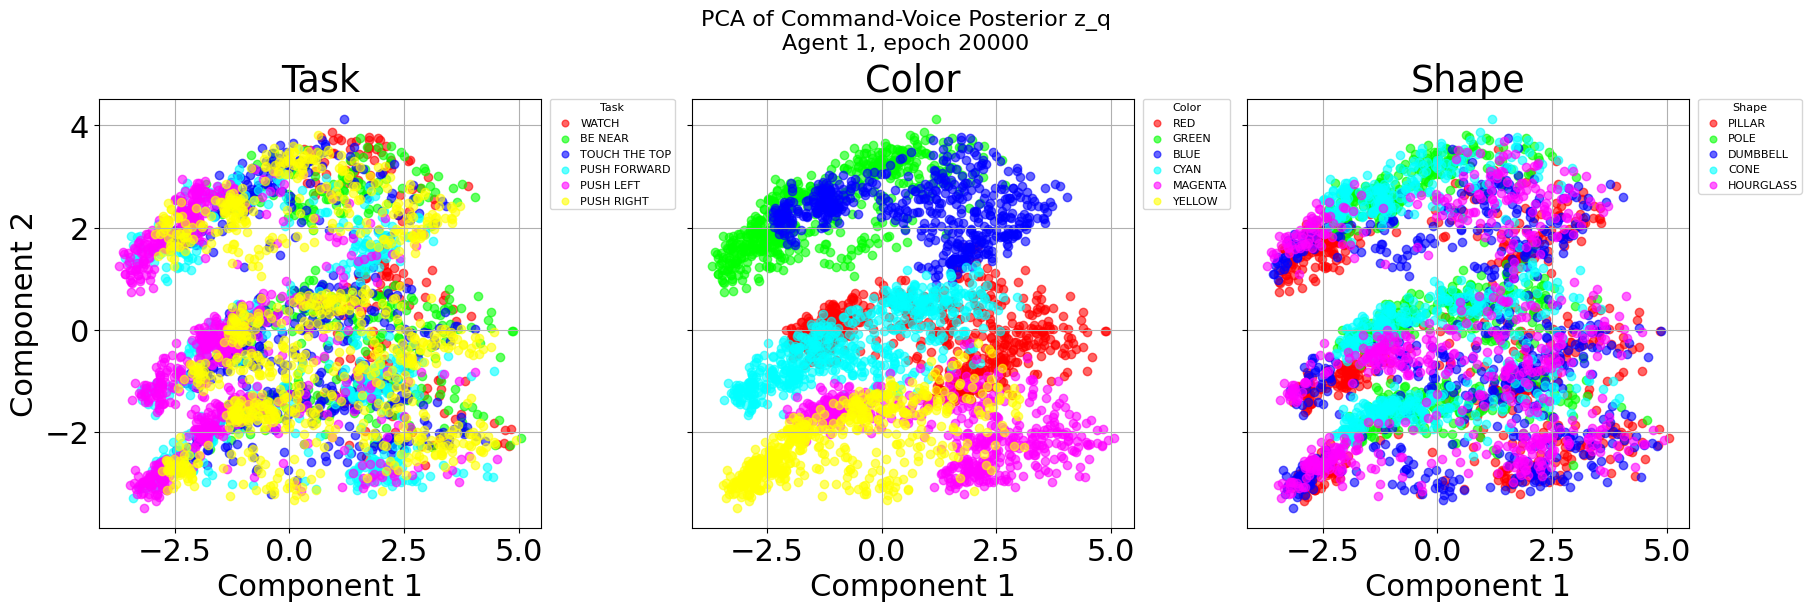 PCA of Command-Voice Posterior z_q
Agent 1, epoch 20000
Task
Color
Shape
Component 2
4
2
0
−2
−2.5 0.0 2.5 5.0
Component 1
Task
WATCH
BE NEAR
TOUCH THE TOP
PUSH FORWARD
PUSH LEFT
PUSH RIGHT
−2.5 0.0 2.5 5.0
Component 1
Color
RED
GREEN
BLUE
CYAN
MAGENTA
YELLOW
−2.5 0.0 2.5 5.0
Component 1
Shape
PILLAR
POLE
DUMBBELL
CONE
HOURGLASS